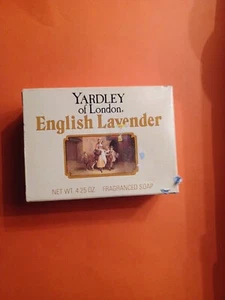 YARDLEY
of London®
English Lavender
NET WT. 4.25 OZ FRAGRANCED SOAP